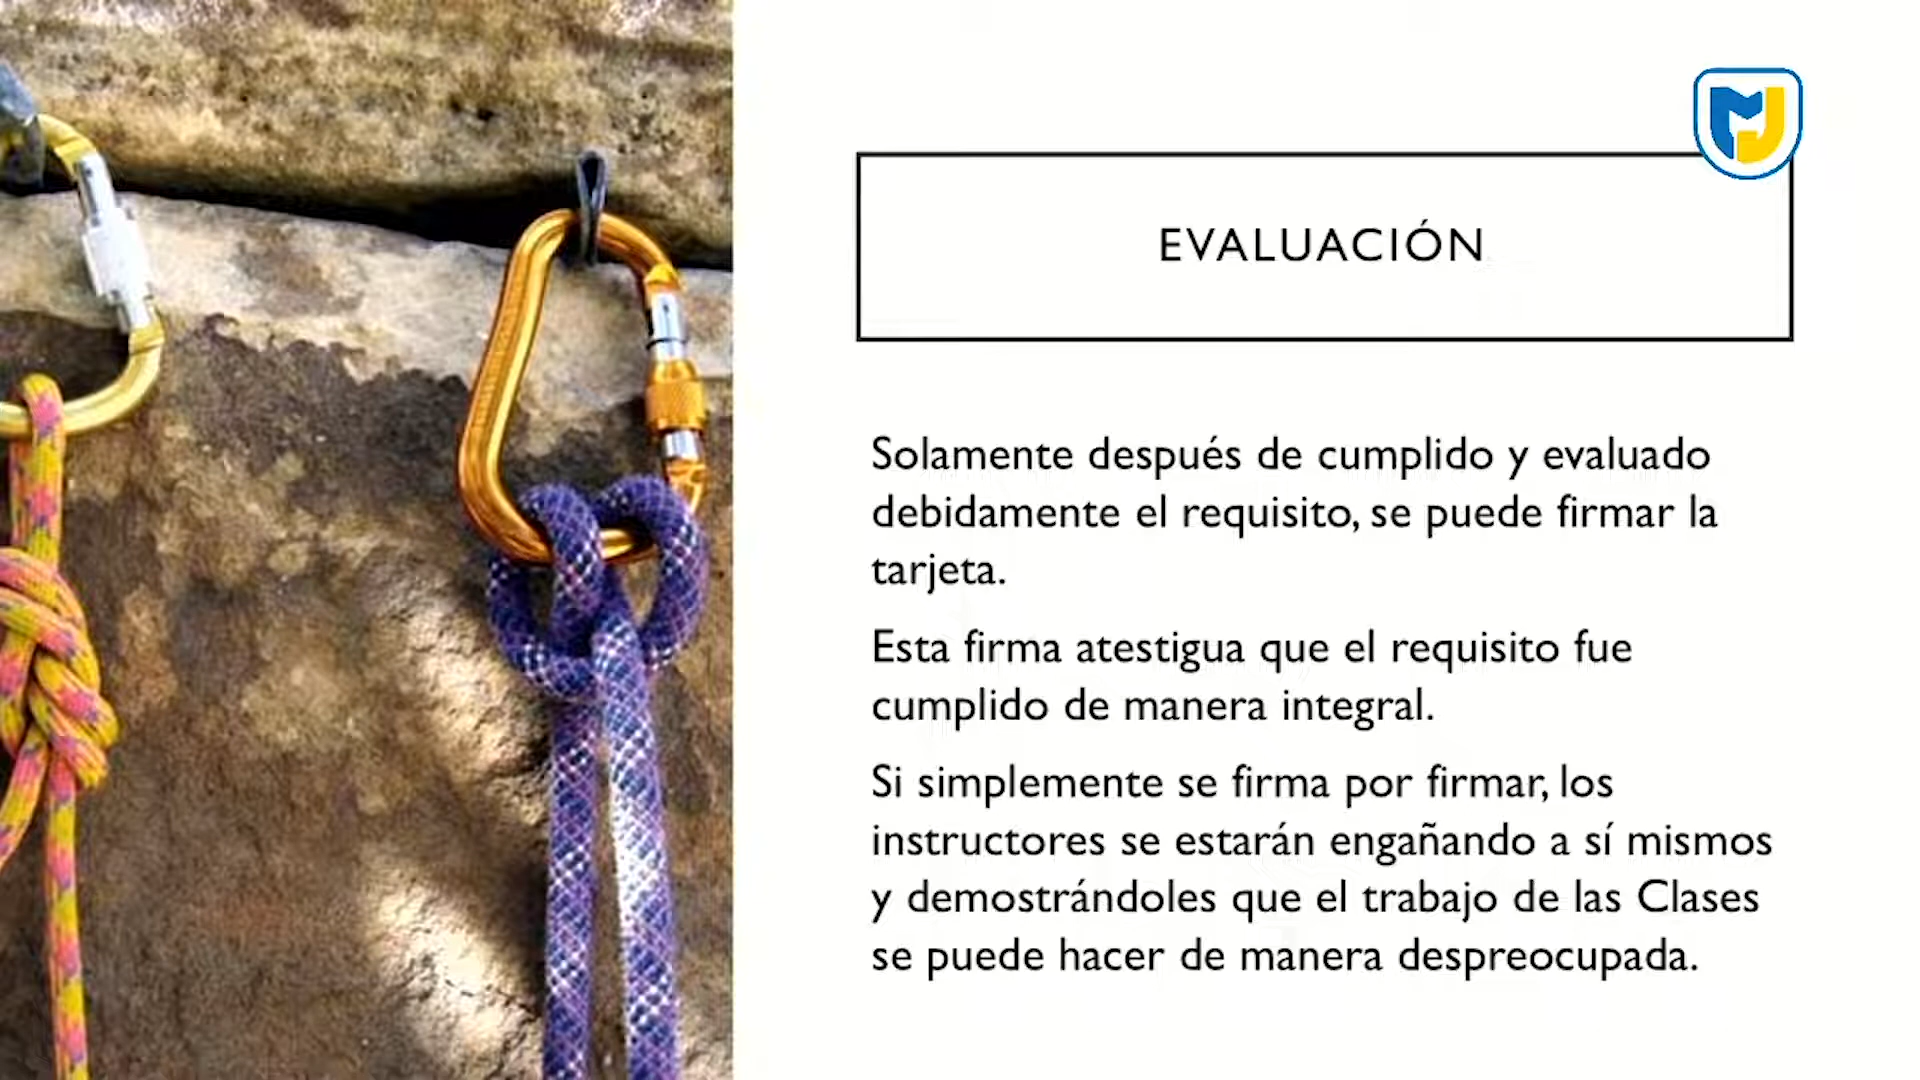 MJ
EVALUACIÓN
Solamente después de cumplido y evaluado
debidamente el requisito, se puede firmar la
tarjeta.
Esta firma atestigua que el requisito fue
cumplido de manera integral.
Si simplemente se firma por firmar, los
instructores se estarán engañando a sí mismos
y demostrándoles que el trabajo de las Clases
se puede hacer de manera despreocupada.